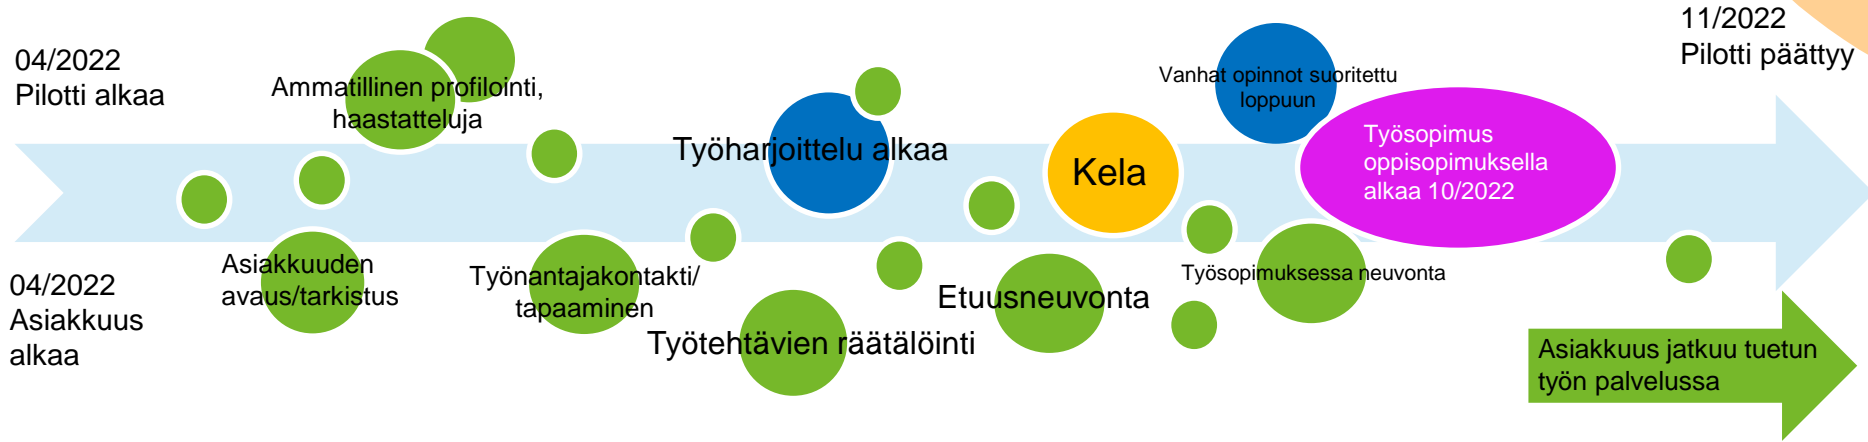 04/2022
Pilotti alkaa
Ammatillinen profilointi,
haastatteluja
Työharjoittelu alkaa
Kela
Vanhat opinnot suoritettu
loppuun
Työsopimus
oppisopimuksella
alkaa 10/2022
11/2022
Pilotti päättyy
04/2022
Asiakkuus
alkaa
Asiakkuuden
avaus/tarkistus
Työnantajakontakti/
tapaaminen
Työtehtävien räätälöinti
Etuusneuvonta
Työsopimuksessa neuvonta
Asiakkuus jatkuu tuetun
työn palvelussa